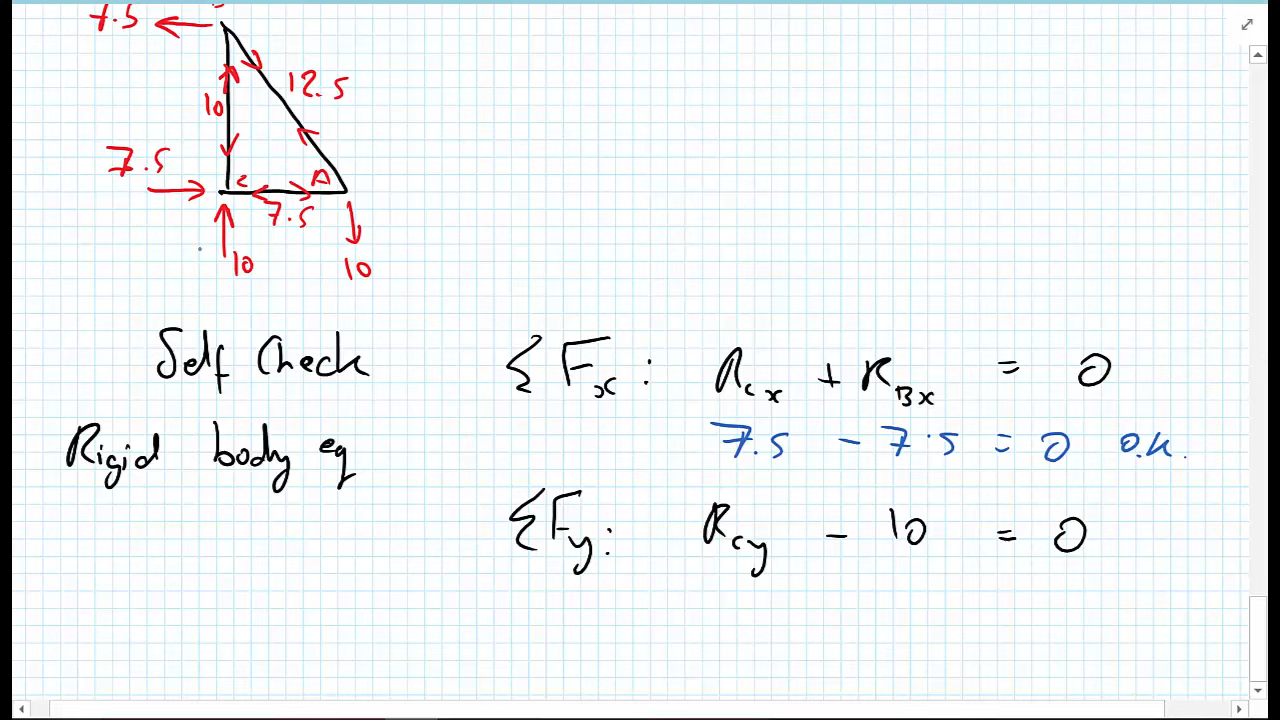 7.5
12.5
10
7.5
C
A
7.5
10
10
Self Check
Rigid body eq
ΣFx: Rcx + RBx = 0
7.5 - 7.5 = 0 O.K.
ΣFy: Rcy - 10 = 0